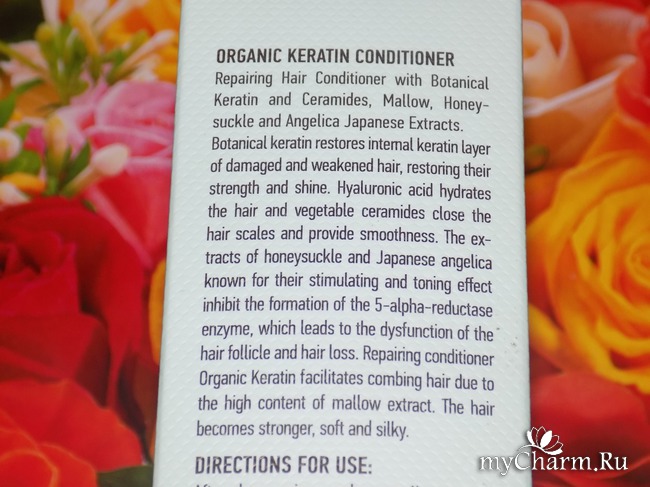 ORGANIC KERATIN CONDITIONER
Repairing Hair Conditioner with Botanical
Keratin and Ceramides, Mallow, Honey-
suckle and Angelica Japanese Extracts.
Botanical keratin restores internal keratin layer
of damaged and weakened hair, restoring their
strength and shine. Hyaluronic acid hydrates
the hair and vegetable ceramides close the
hair scales and provide smoothness. The ex-
tracts of honeysuckle and Japanese angelica
known for their stimulating and toning effect
inhibit the formation of the 5-alpha-reductase
enzyme, which leads to the dysfunction of the
hair follicle and hair loss. Repairing conditioner
Organic Keratin facilitates combing hair due to
the high content of mallow extract. The hair
becomes stronger, soft and silky.
DIRECTIONS FOR USE:
myCharm.Ru